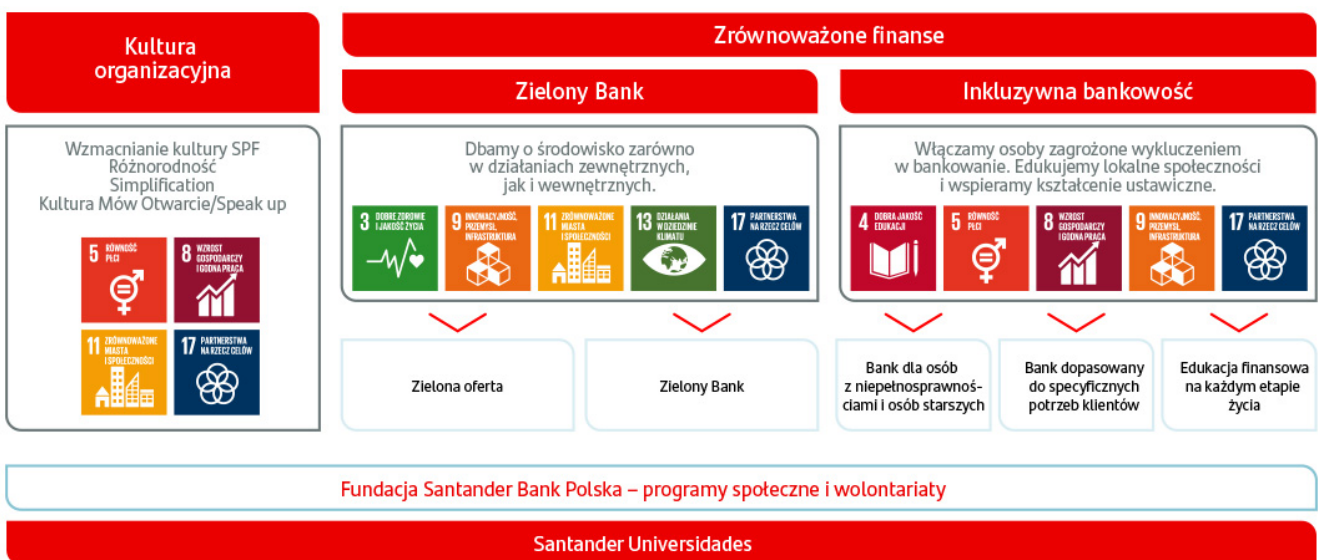 Kultura
organizacyjna
Wzmacnianie kultury SPF
Różnorodność
Simplification
Kultura Mów Otwarcie/Speak up
5 RÓWNOŚĆ
PŁCI
8 WZROST
GOSPODARCZY
I GODNA PRACA
11 ZRÓWNOWAŻONE
MIASTA
I SPOŁECZNOŚCI
17 PARTNERSTWA
NA RZECZ CELÓW
Zrównoważone finanse
Zielony Bank
Dbamy o środowisko zarówno
w działaniach zewnętrznych,
jak i wewnętrznych.
3 DOBRE ZDROWIE
I JAKOŚĆ ŻYCIA
9 INNOWACYJNOŚĆ,
PRZEMYSŁ,
INFRASTRUKTURA
11 ZRÓWNOWAŻONE
MIASTA
I SPOŁECZNOŚCI
13 DZIAŁANIA
W DZIEDZINIE
KLIMATU
17 PARTNERSTWA
NA RZECZ CELÓW
Zielona oferta
Zielony Bank
Inkluzywna bankowość
Włączamy osoby zagrożone wykluczeniem
w bankowanie. Edukujemy lokalne społeczności
i wspieramy kształcenie ustawiczne.
4 DOBRA JAKOŚĆ
EDUKACJI
5 RÓWNOŚĆ
PŁCI
8 WZROST
GOSPODARCZY
I GODNA PRACA
9 INNOWACYJNOŚĆ,
PRZEMYSŁ,
INFRASTRUKTURA
17 PARTNERSTWA
NA RZECZ CELÓW
Bank dla osób
z niepełnosprawnoś-
ciami i osób starszych
Bank dopasowany
do specyficznych
potrzeb klientów
Edukacja finansowa
na każdym etapie
życia
Fundacja Santander Bank Polska – programy społeczne i wolontariaty
Santander Universidades